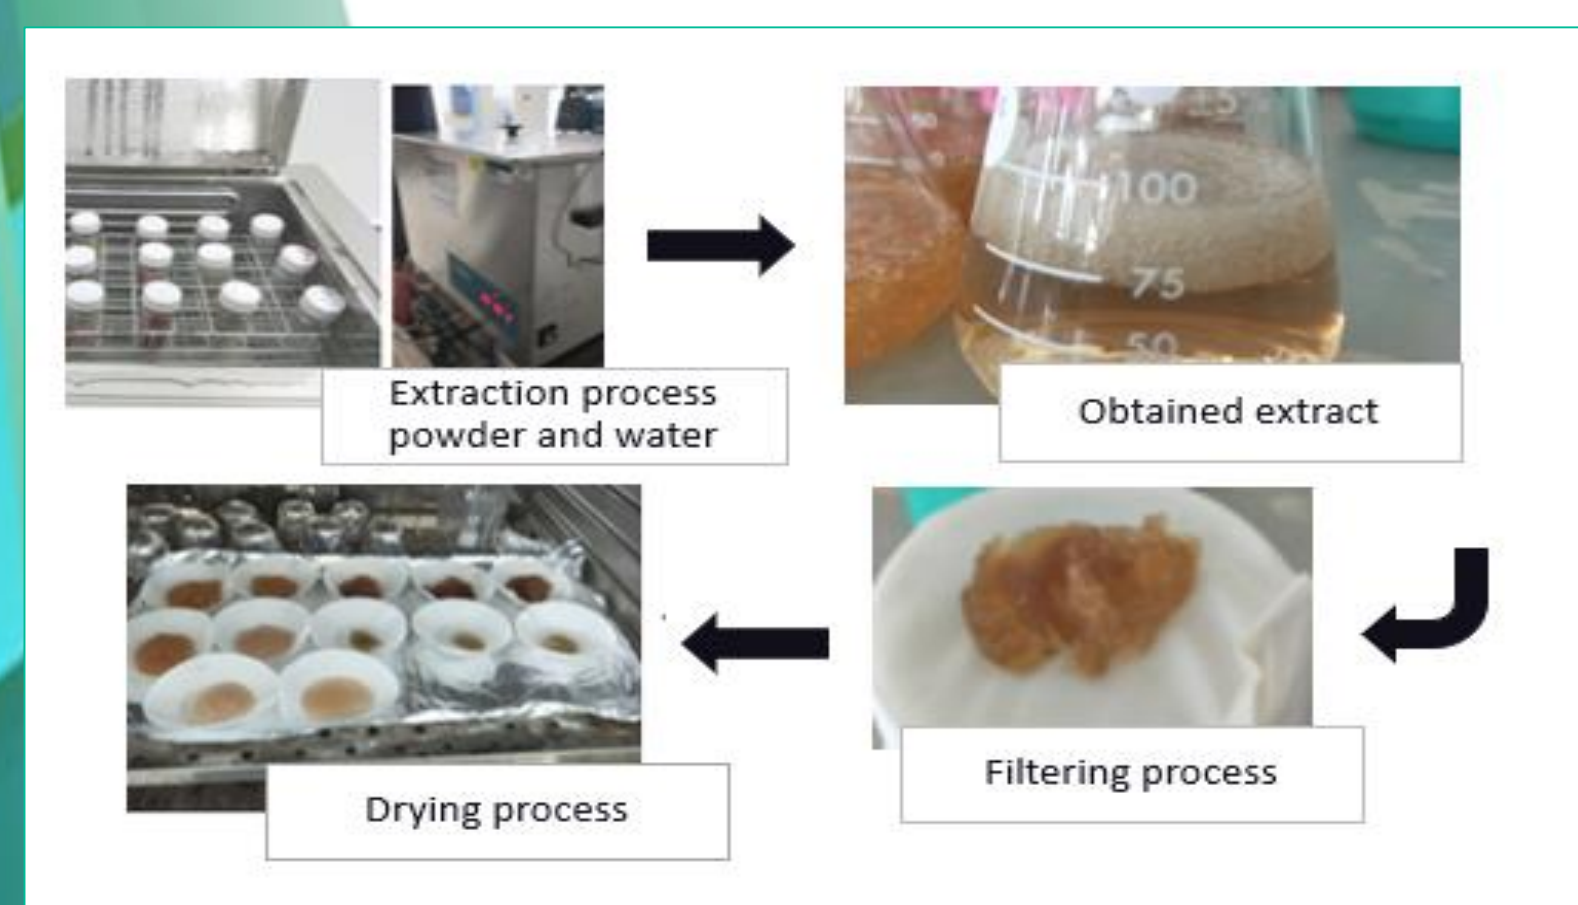 Extraction process
powder and water
100
75
50
Obtained extract
Filtering process
Drying process